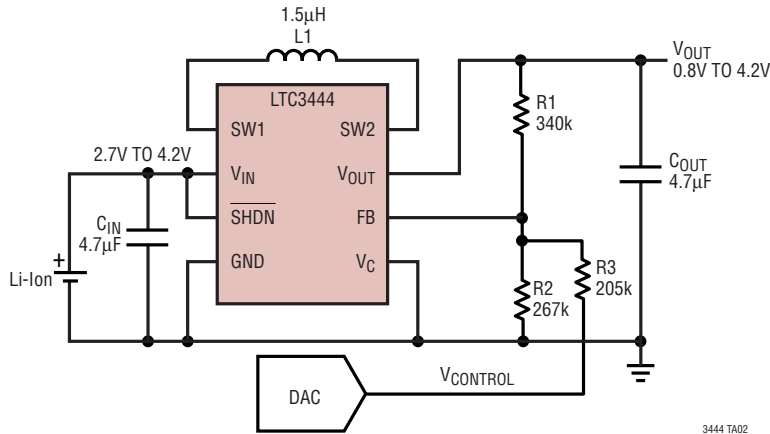 1.5µH
L1
LTC3444
SW1
SW2
VIN
VOUT
SHDN
FB
GND
VC
2.7V TO 4.2V
CIN
4.7µF
+
Li-Ion
VOUT
0.8V TO 4.2V
R1
340k
COUT
4.7µF
R2
267k
R3
205k
DAC
VCONTROL
3444 TA02